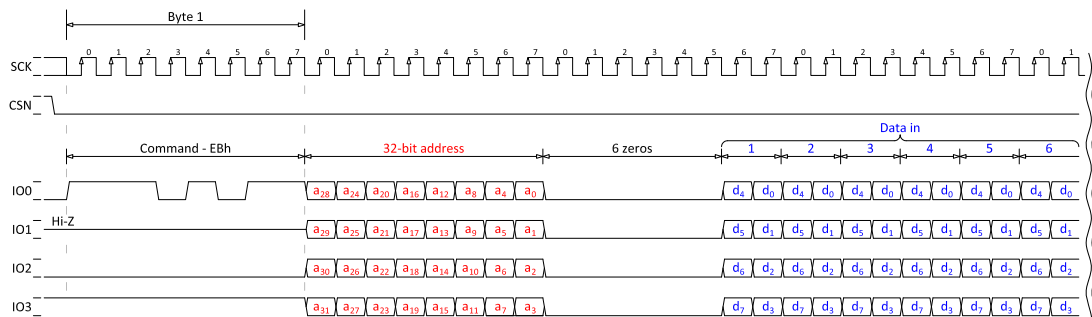 Byte 1
SCK 0 1 2 3 4 5 6 7 0 1 2 3 4 5 6 7 0 1 2 3 4 5 6 7 0 1 2 3 4 5 6 7 0 1
CSN
Data in
Command - EBh 32-bit address 6 zeros 1 2 3 4 5 6
IO0 a28 a24 a20 a16 a12 a8 a4 a0 d4 d0 d4 d0 d4 d0 d4 d0 d4 d0 d4 d0
Hi-Z
IO1 a29 a25 a21 a17 a13 a9 a5 a1 d5 d1 d5 d1 d5 d1 d5 d1 d5 d1 d5 d1
IO2 a30 a26 a22 a18 a14 a10 a6 a2 d6 d2 d6 d2 d6 d2 d6 d2 d6 d2 d6 d2
IO3 a31 a27 a23 a19 a15 a11 a7 a3 d7 d3 d7 d3 d7 d3 d7 d3 d7 d3 d7 d3